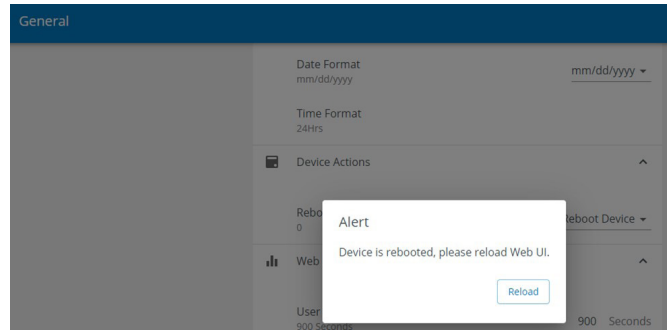 General
Date Format
mm/dd/yyyy
mm/dd/yyyy
Time Format
24Hrs
Device Actions
Rebo
0
Reboot Device
Alert
Device is rebooted, please reload Web UI.
Reload
Web
User
900 Seconds
900 Seconds